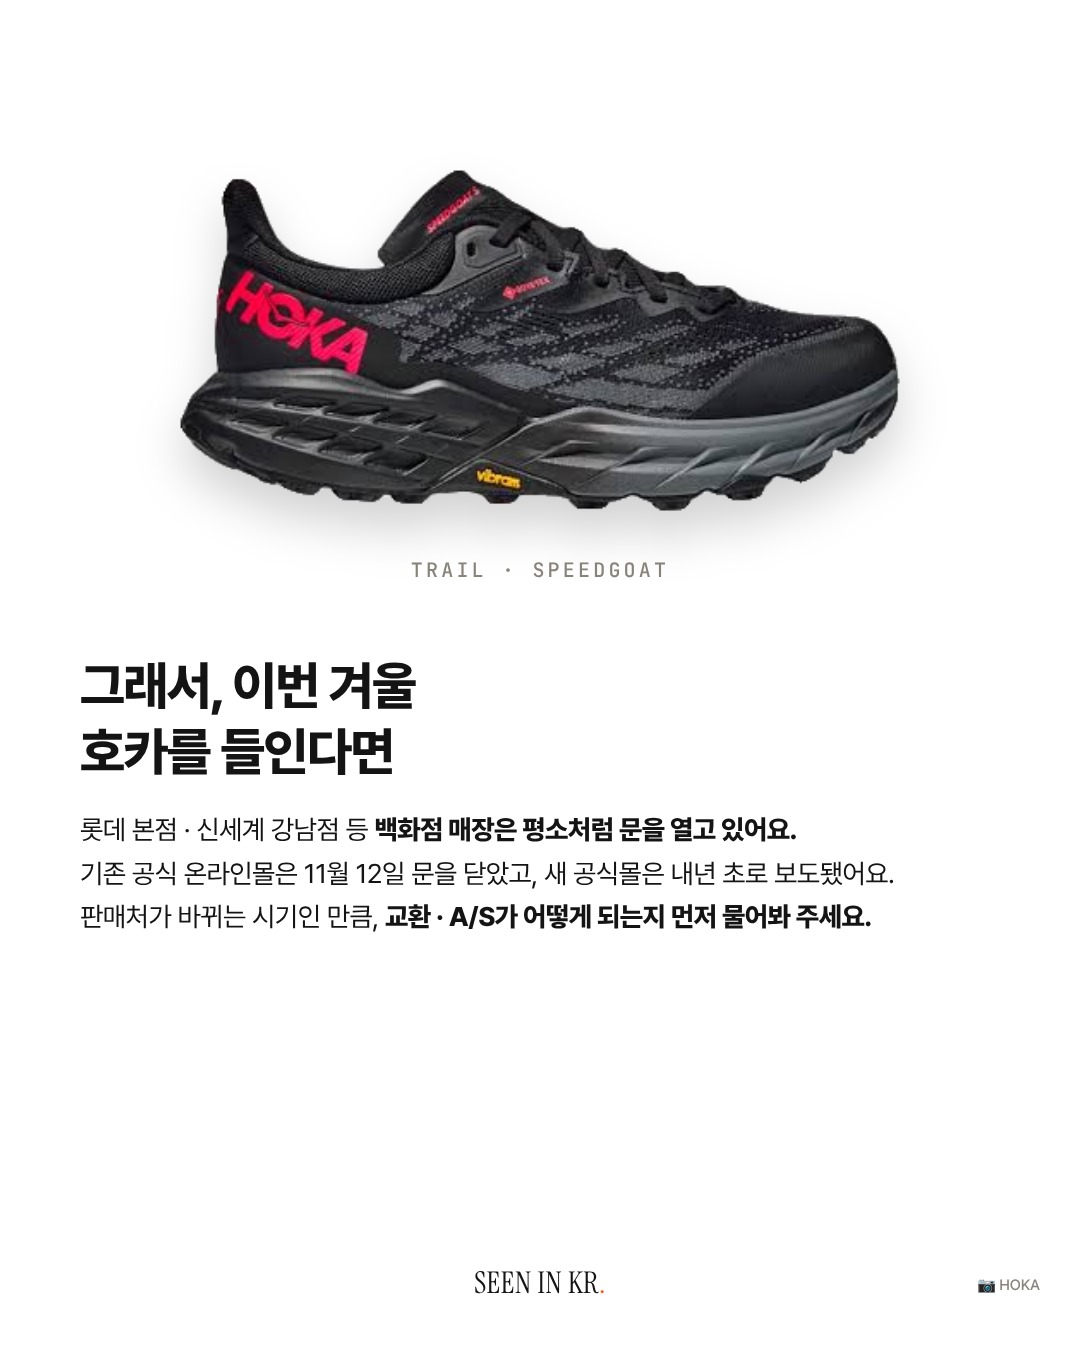 SPEEDGOAT 5
GORE-TEX
HOKA
vibram
TRAIL · SPEEDGOAT
그래서, 이번 겨울
호카를 들인다면
롯데 본점 · 신세계 강남점 등 백화점 매장은 평소처럼 문을 열고 있어요.
기존 공식 온라인몰은 11월 12일 문을 닫았고, 새 공식몰은 내년 초로 보도됐어요.
판매처가 바뀌는 시기인 만큼, 교환 · A/S가 어떻게 되는지 먼저 물어봐 주세요.
SEEN IN KR.
HOKA